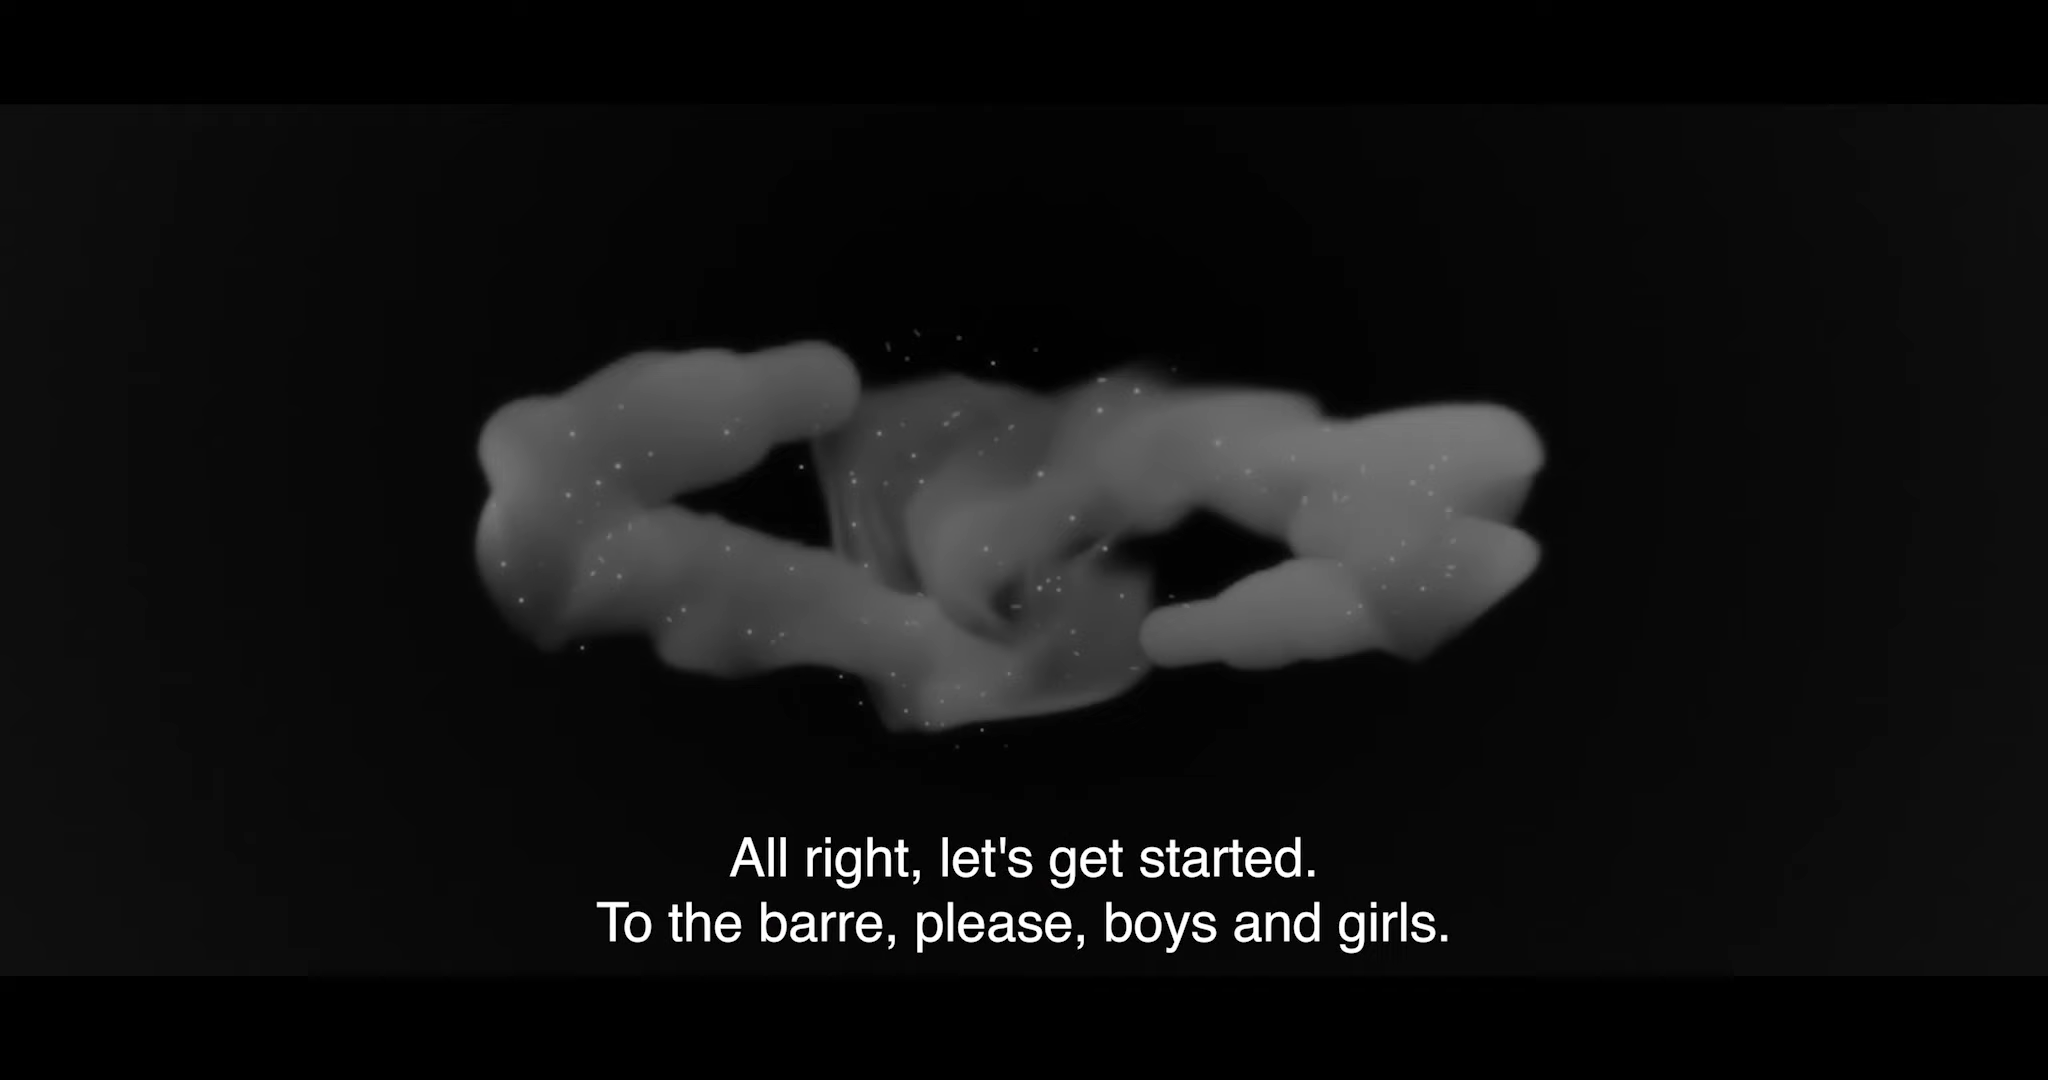 All right, let's get started.
To the barre, please, boys and girls.